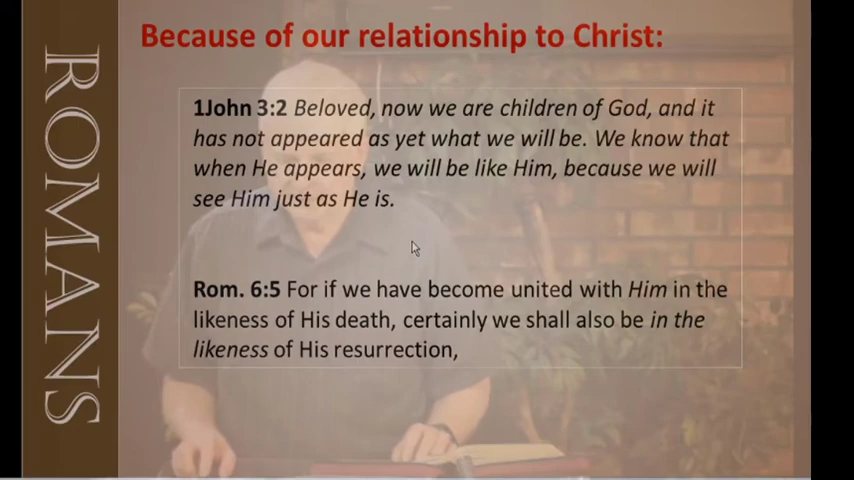 ROMANS
Because of our relationship to Christ:
1John 3:2 Beloved, now we are children of God, and it
has not appeared as yet what we will be. We know that
when He appears, we will be like Him, because we will
see Him just as He is.
Rom. 6:5 For if we have become united with Him in the
likeness of His death, certainly we shall also be in the
likeness of His resurrection,